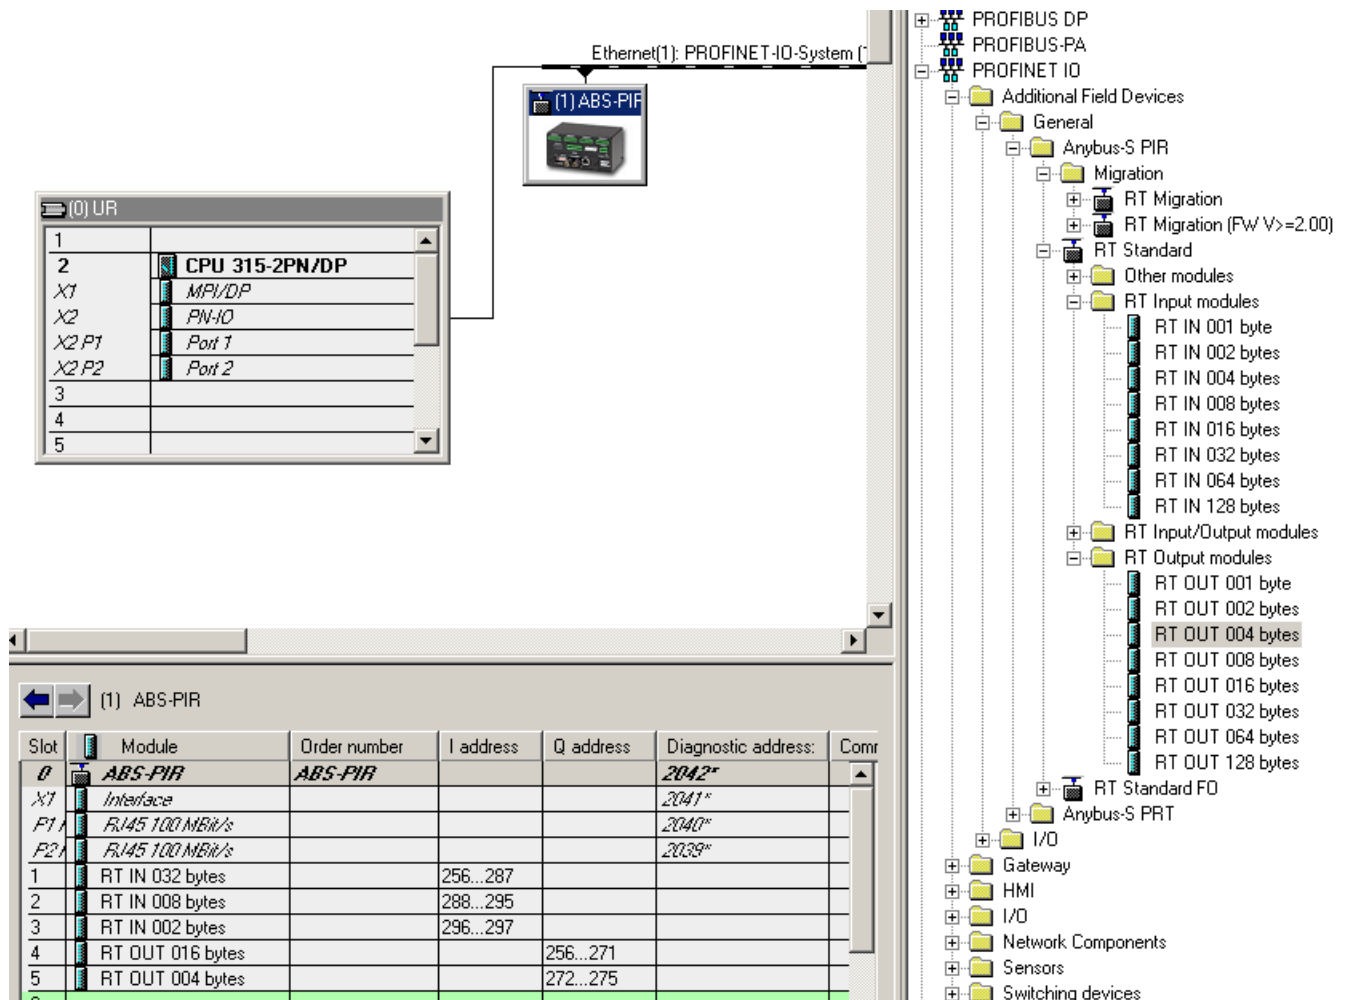 Ethernet(1): PROFINET-IO-System (
(1) ABS-PIR
(0) UR
1
2 CPU 315-2PN/DP
X1 MPI/DP
X2 PN-IO
X2 P1 Port 1
X2 P2 Port 2
3
4
5
(1) ABS-PIR
Slot Module Order number I address Q address Diagnostic address: Comm
0 ABS-PIR ABS-PIR 2042*
X1 Interface 2041*
P1 RJ45 100 MBit/s 2040*
P2 RJ45 100 MBit/s 2039*
1 RT IN 032 bytes 256...287
2 RT IN 008 bytes 288...295
3 RT IN 002 bytes 296...297
4 RT OUT 016 bytes 256...271
5 RT OUT 004 bytes 272...275
PROFIBUS DP
PROFIBUS-PA
PROFINET IO
Additional Field Devices
General
Anybus-S PIR
Migration
RT Migration
RT Migration (FW V>=2.00)
RT Standard
Other modules
RT Input modules
RT IN 001 byte
RT IN 002 bytes
RT IN 004 bytes
RT IN 008 bytes
RT IN 016 bytes
RT IN 032 bytes
RT IN 064 bytes
RT IN 128 bytes
RT Input/Output modules
RT Output modules
RT OUT 001 byte
RT OUT 002 bytes
RT OUT 004 bytes
RT OUT 008 bytes
RT OUT 016 bytes
RT OUT 032 bytes
RT OUT 064 bytes
RT OUT 128 bytes
RT Standard FO
Anybus-S PRT
I/O
Gateway
HMI
I/O
Network Components
Sensors
Switching devices